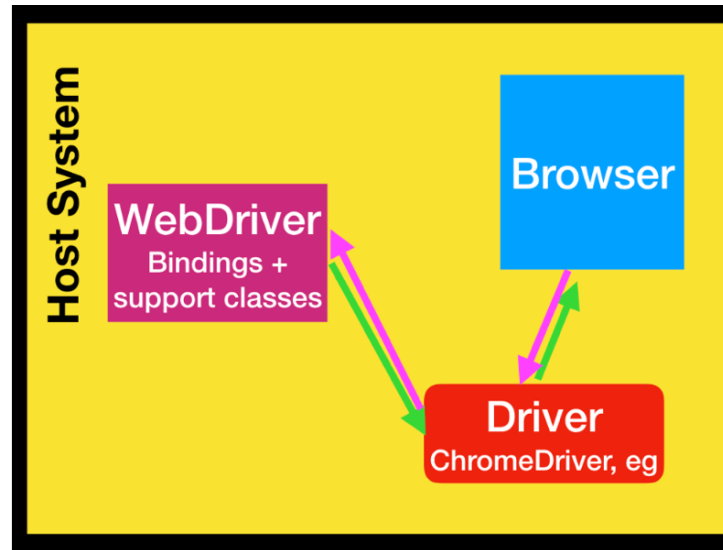 Host System
WebDriver
Bindings +
support classes
Browser
Driver
ChromeDriver, eg